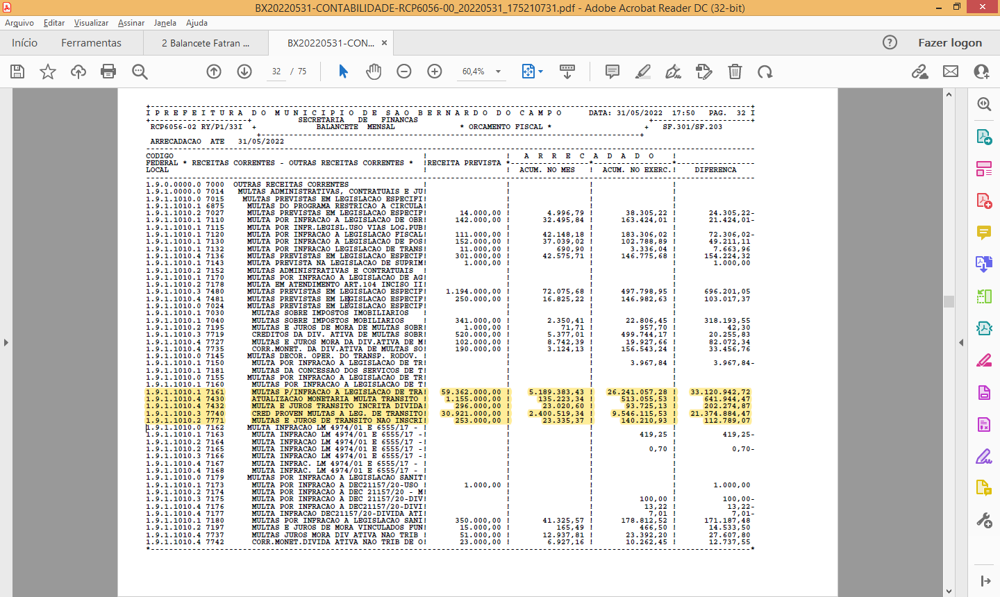 BX20220531-CONTABILIDADE-RCP6056-00_20220531_175210731.pdf - Adobe Acrobat Reader DC (32-bit)
Arquivo Editar Visualizar Assinar Janela Ajuda
Início Ferramentas 2 Balancete Fatran ... BX20220531-CON... × Fazer logon
32 / 75 60,4%
I P R E F E I T U R A  D O  M U N I C I P I O  D E  S A O  B E R N A R D O  D O  C A M P O DATA: 31/05/2022 17:50 PAG. 32 I
SECRETARIA DE FINANCAS
RCP6056-02 RY/P1/33I + BALANCETE MENSAL * ORCAMENTO FISCAL * + SF.301/SF.203
ARRECADACAO ATE 31/05/2022
CODIGO ! ! A R R E C A D A D O !
FEDERAL * RECEITAS CORRENTES - OUTRAS RECEITAS CORRENTES * !RECEITA PREVISTA *-----------------*-----------------*-----------------
LOCAL ! ! ACUM. NO MES ! ACUM. NO EXERC.! DIFERENCA
1.9.0.0000.0 7000 OUTRAS RECEITAS CORRENTES ! ! ! !
1.9.1.0000.0 7014 MULTAS ADMINISTRATIVAS, CONTRATUAIS E JU! ! ! !
1.9.1.1010.0 7015 MULTAS PREVISTAS EM LEGISLACAO ESPECIFI! ! ! !
1.9.1.1010.1 6875 MULTAS DO PROGRAMA RESTRICAO A CIRCULA! ! ! !
1.9.1.1010.2 7027 MULTAS PREVISTAS EM LEGISLACAO ESPECIF! 14.000,00 ! 4.996,79 ! 38.305,22 ! 24.305,22-
1.9.1.1010.1 7110 MULTA POR INFRACAO A LEGISLACAO DE OBR! 142.000,00 ! 32.495,84 ! 163.424,01 ! 21.424,01-
1.9.1.1010.1 7115 MULTA POR INFR.LEGISL.USO VIAS LOG.PUB! ! ! !
1.9.1.1010.1 7120 MULTA POR INFRACAO A LEGISLACAO FISCAL! 111.000,00 ! 42.148,18 ! 183.306,02 ! 72.306,02-
1.9.1.1010.1 7130 MULTA POR INFRACAO A LEGISLACAO DE POS! 152.000,00 ! 37.039,02 ! 102.788,89 ! 49.211,11
1.9.1.1010.1 7132 MULTA POR INFRACAO LEGISLACAO DE TRANS! 11.000,00 ! 690,90 ! 3.336,04 ! 7.663,96
1.9.1.1010.4 7136 MULTAS PREVISTAS EM LEGISLACAO ESPECIF! 301.000,00 ! 42.575,71 ! 146.775,68 ! 154.224,32
1.9.1.1010.1 7143 MULTA PREVISTA NA LEGISLACAO DE SUPRIM! 1.000,00 ! ! ! 1.000,00
1.9.1.1010.2 7152 MULTAS ADMINISTRATIVAS E CONTRATUAIS ! ! ! !
1.9.1.1010.1 7170 MULTAS POR INFRACAO A LEGISLACAO DE AG! ! ! !
1.9.1.1010.2 7178 MULTA EM ATENDIMENTO ART.104 INCISO II! ! ! !
1.9.1.1010.3 7480 MULTAS PREVISTAS EM LEGISLACAO ESPECIF! 1.194.000,00 ! 72.075,68 ! 497.798,95 ! 696.201,05
1.9.1.1010.4 7481 MULTAS PREVISTAS EM LEGISLACAO ESPECIF! 250.000,00 ! 16.825,22 ! 146.982,63 ! 103.017,37
1.9.1.1010.0 7024 MULTAS PREVISTAS EM LEGISLACAO ESPECIF! ! ! !
1.9.1.1010.1 7030 MULTAS SOBRE IMPOSTOS IMOBILIARIOS ! ! ! !
1.9.1.1010.1 7040 MULTAS SOBRE IMPOSTOS MOBILIARIOS ! 341.000,00 ! 2.350,41 ! 22.806,45 ! 318.193,55
1.9.1.1010.2 7195 MULTAS E JUROS DE MORA DE MULTAS SOBR! 1.000,00 ! 71,71 ! 957,70 ! 42,30
1.9.1.1010.3 7719 CREDITOS DA DIV. ATIVA DE MULTAS SOBR! 520.000,00 ! 5.377,01 ! 499.744,17 ! 20.255,83
1.9.1.1010.4 7727 MULTAS E JUROS MORA DA DIV.ATIVA DE M! 102.000,00 ! 8.742,39 ! 19.927,66 ! 82.072,34
1.9.1.1010.4 7735 CORR.MONET. DA DIV.ATIVA DE MULTAS SO! 190.000,00 ! 3.124,13 ! 156.543,24 ! 33.456,76
1.9.1.1010.0 7145 MULTAS DECOR. OPER. DO TRANSP. RODOV. ! ! ! !
1.9.1.1010.1 7150 MULTA POR INFRACAO A LEGISLACAO DE TR! ! ! 3.967,84 ! 3.967,84-
1.9.1.1010.1 7181 MULTAS DA CONCESSAO DOS SERVICOS DE T! ! ! !
1.9.1.1010.0 7155 MULTAS POR INFRACAO A LEGISLACAO DE TR! ! ! !
1.9.1.1010.1 7160 MULTAS POR INFRACAO A LEGISLACAO DE T! ! ! !
1.9.1.1010.1 7161 MULTAS P/INFRACAO A LEGISLACAO DE TRA! 59.362.000,00 ! 5.189.383,43 ! 26.241.057,28 ! 33.120.942,72
1.9.1.1010.4 7430 ATUALIZACAO MONETARIA MULTA TRANSITO ! 1.155.000,00 ! 135.223,34 ! 513.055,53 ! 641.944,47
1.9.1.1010.4 7432 MULTA E JUROS TRANSITO INCRITA DIVIDA! 296.000,00 ! 23.020,60 ! 93.725,13 ! 202.274,87
1.9.1.1010.3 7740 CRED PROVEN MULTAS A LEG. DE TRANSITO! 30.921.000,00 ! 2.400.519,34 ! 9.546.115,53 ! 21.374.884,47
1.9.1.1010.2 7771 MULTAS E JUROS DE TRANSITO NAO INSCRI! 253.000,00 ! 23.335,37 ! 140.210,93 ! 112.789,07
1.9.1.1010.0 7162 MULTA INFRACAO LM 4974/01 E 6555/17 - ! ! ! !
1.9.1.1010.1 7163 MULTA INFRACAO LM 4974/01 E 6555/17 -! ! ! 419,25 ! 419,25-
1.9.1.1010.2 7164 MULTA INFRACAO LM 4974/01 E 6555/17 -! ! ! !
1.9.1.1010.2 7165 MULTA INFRACAO LM 4974/01 E 6555/17 -! ! ! 0,70 ! 0,70-
1.9.1.1010.3 7166 MULTA INFRACAO LM 4974/01 E 6555/17 -! ! ! !
1.9.1.1010.4 7167 MULTA INFRAC. LM 4974/01 E 6555/17 - ! ! ! !
1.9.1.1010.4 7168 MULTA INFRAC. LM 4974/01 E 6555/17 - ! ! ! !
1.9.1.1010.0 7179 MULTAS POR INFRACAO A LEGISLACAO SANIT! ! ! !
1.9.1.1010.1 7173 MULTA POR INFRACAO A DEC21157/20-USO ! 1.000,00 ! ! ! 1.000,00
1.9.1.1010.2 7174 MULTA POR INFRACAO A DEC 21157/20 - M! ! ! !
1.9.1.1010.3 7175 MULTA POR INFRACAO A DEC 21157/20-DIV! ! ! 100,00 ! 100,00-
1.9.1.1010.4 7176 MULTA POR INFRACAO A DEC21157/20-DIVI! ! ! 13,22 ! 13,22-
1.9.1.1010.4 7177 MULTA INFRACAO DEC21157/20-DIVIDA ATI! ! ! 7,01 ! 7,01-
1.9.1.1010.1 7180 MULTAS POR INFRACAO A LEGISLACAO SANI! 350.000,00 ! 41.325,57 ! 178.812,52 ! 171.187,48
1.9.1.1010.2 7197 MULTAS E JUROS DE MORA VINCULADOS FUN! 15.000,00 ! 165,49 ! 466,50 ! 14.533,50
1.9.1.1010.4 7737 MULTAS JUROS MORA DIV ATIVA NAO TRIB ! 51.000,00 ! 12.937,81 ! 23.392,20 ! 27.607,80
1.9.1.1010.4 7742 CORR.MONET.DIVIDA ATIVA NAO TRIB DE O! 23.000,00 ! 6.927,16 ! 10.262,45 ! 12.737,55